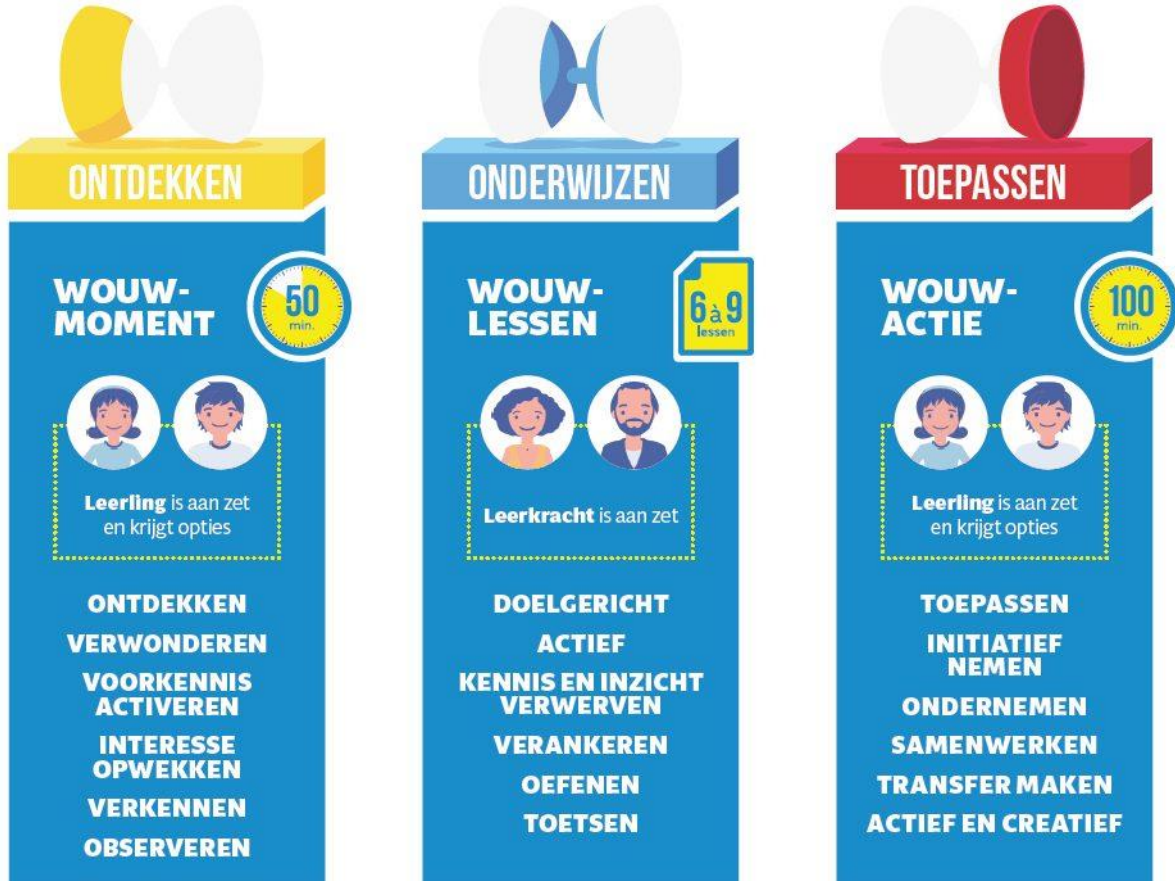 ONTDEKKEN
WOUW-
MOMENT
50
min.
Leerling is aan zet
en krijgt opties
ONTDEKKEN
VERWONDEREN
VOORKENNIS
ACTIVEREN
INTERESSE
OPWEKKEN
VERKENNEN
OBSERVEREN
ONDERWIJZEN
WOUW-
LESSEN
6 à 9
lessen
Leerkracht is aan zet
DOELGERICHT
ACTIEF
KENNIS EN INZICHT
VERWERVEN
VERANKEREN
OEFENEN
TOETSEN
TOEPASSEN
WOUW-
ACTIE
100
min.
Leerling is aan zet
en krijgt opties
TOEPASSEN
INITIATIEF
NEMEN
ONDERNEMEN
SAMENWERKEN
TRANSFER MAKEN
ACTIEF EN CREATIEF